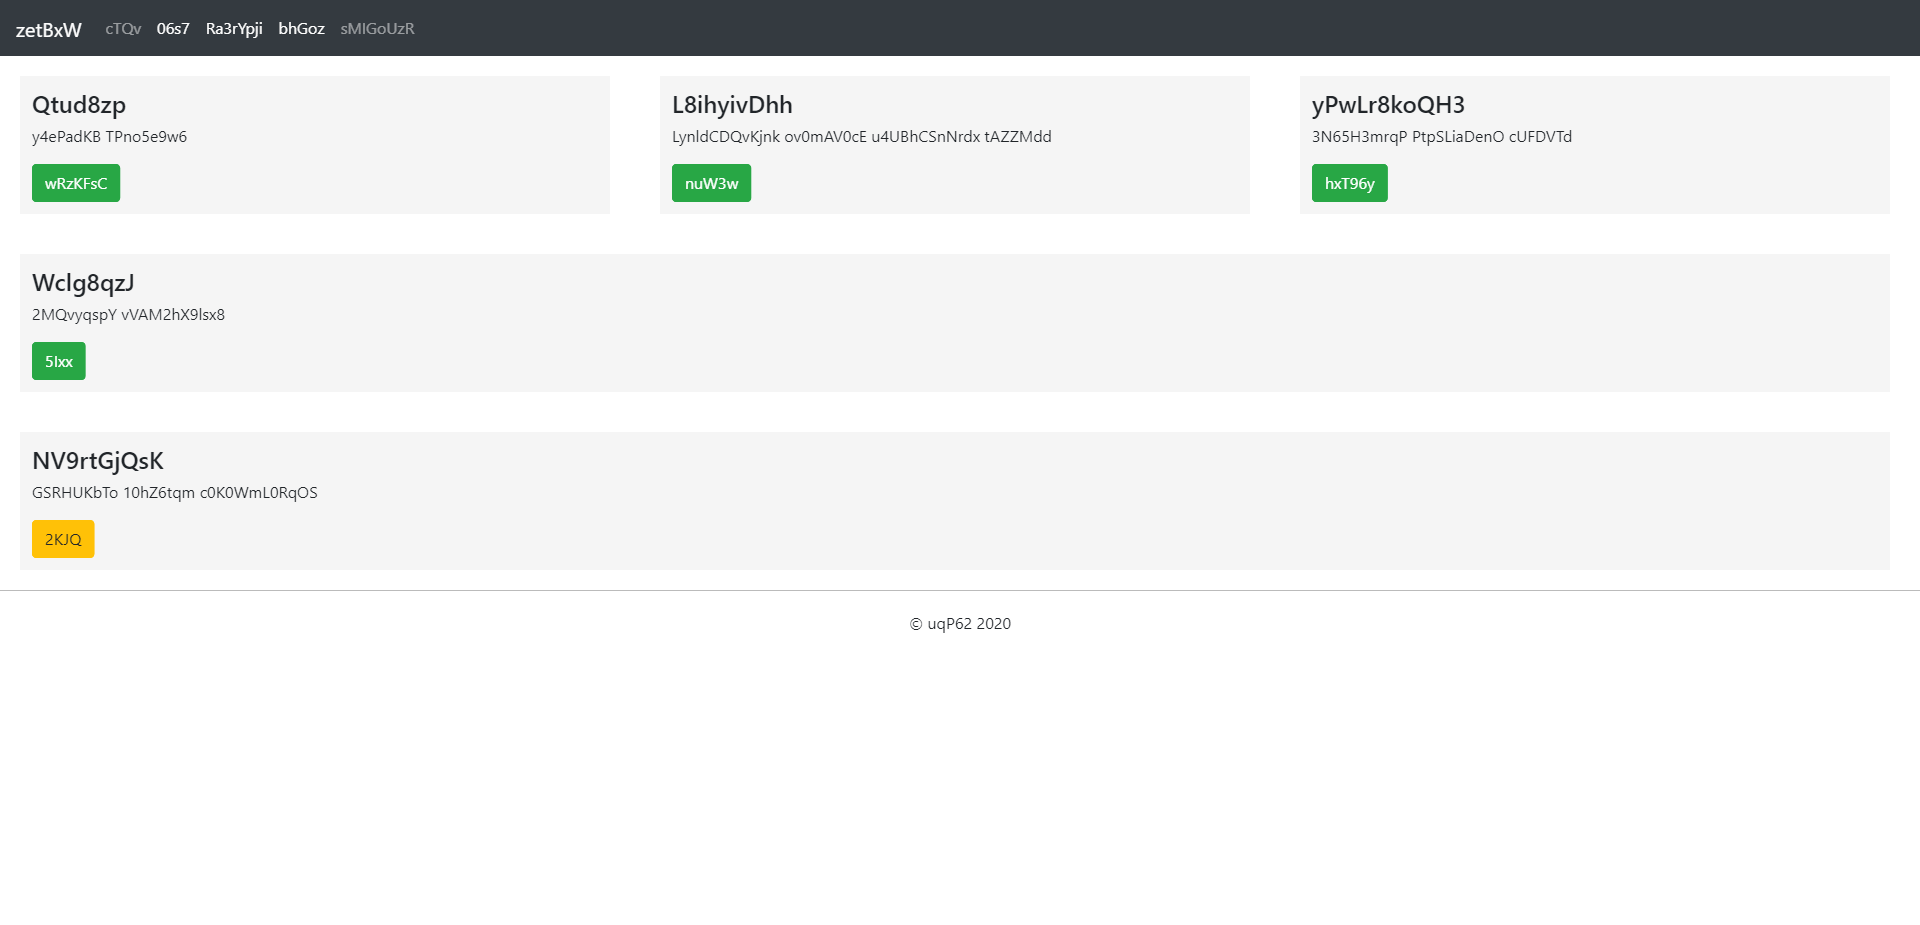 zetBxW cTQv 06s7 Ra3rYpji bhGoz sMlGoUzR
Qtud8zp
y4ePadKB TPno5e9w6
wRzKFsC
L8ihyivDhh
LynldCDQvKjnk ov0mAV0cE u4UBhCSnNrdx tAZZMdd
nuW3w
yPwLr8koQH3
3N65H3mrqP PtpSLiaDenO cUFDVTd
hxT96y
Wclg8qzJ
2MQvyqspY vVAM2hX9lsx8
5lxx
NV9rtGjQsK
GSRHUKbTo 10hZ6tqm c0K0WmL0RqOS
2KJQ
© uqP62 2020